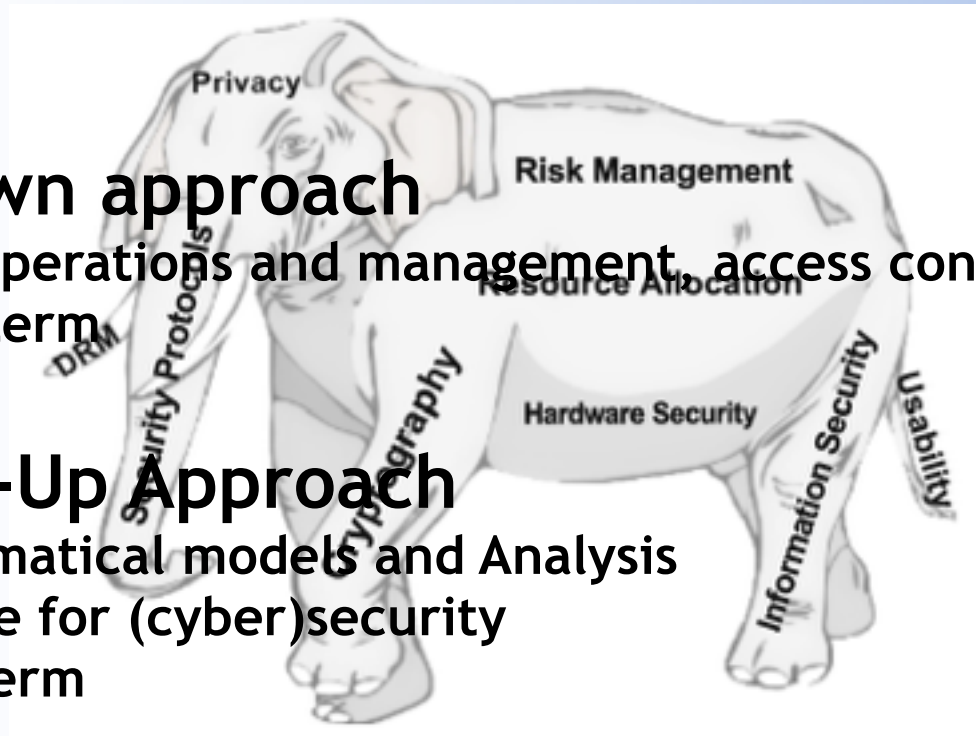 Privacy
Risk Management
wn approach
perations and management, access con
Resource Allocation
erm
DRM
Security Protocols
Cryptography
Hardware Security
Information Security
Usability
-Up Approach
matical models and Analysis
e for (cyber)security
erm